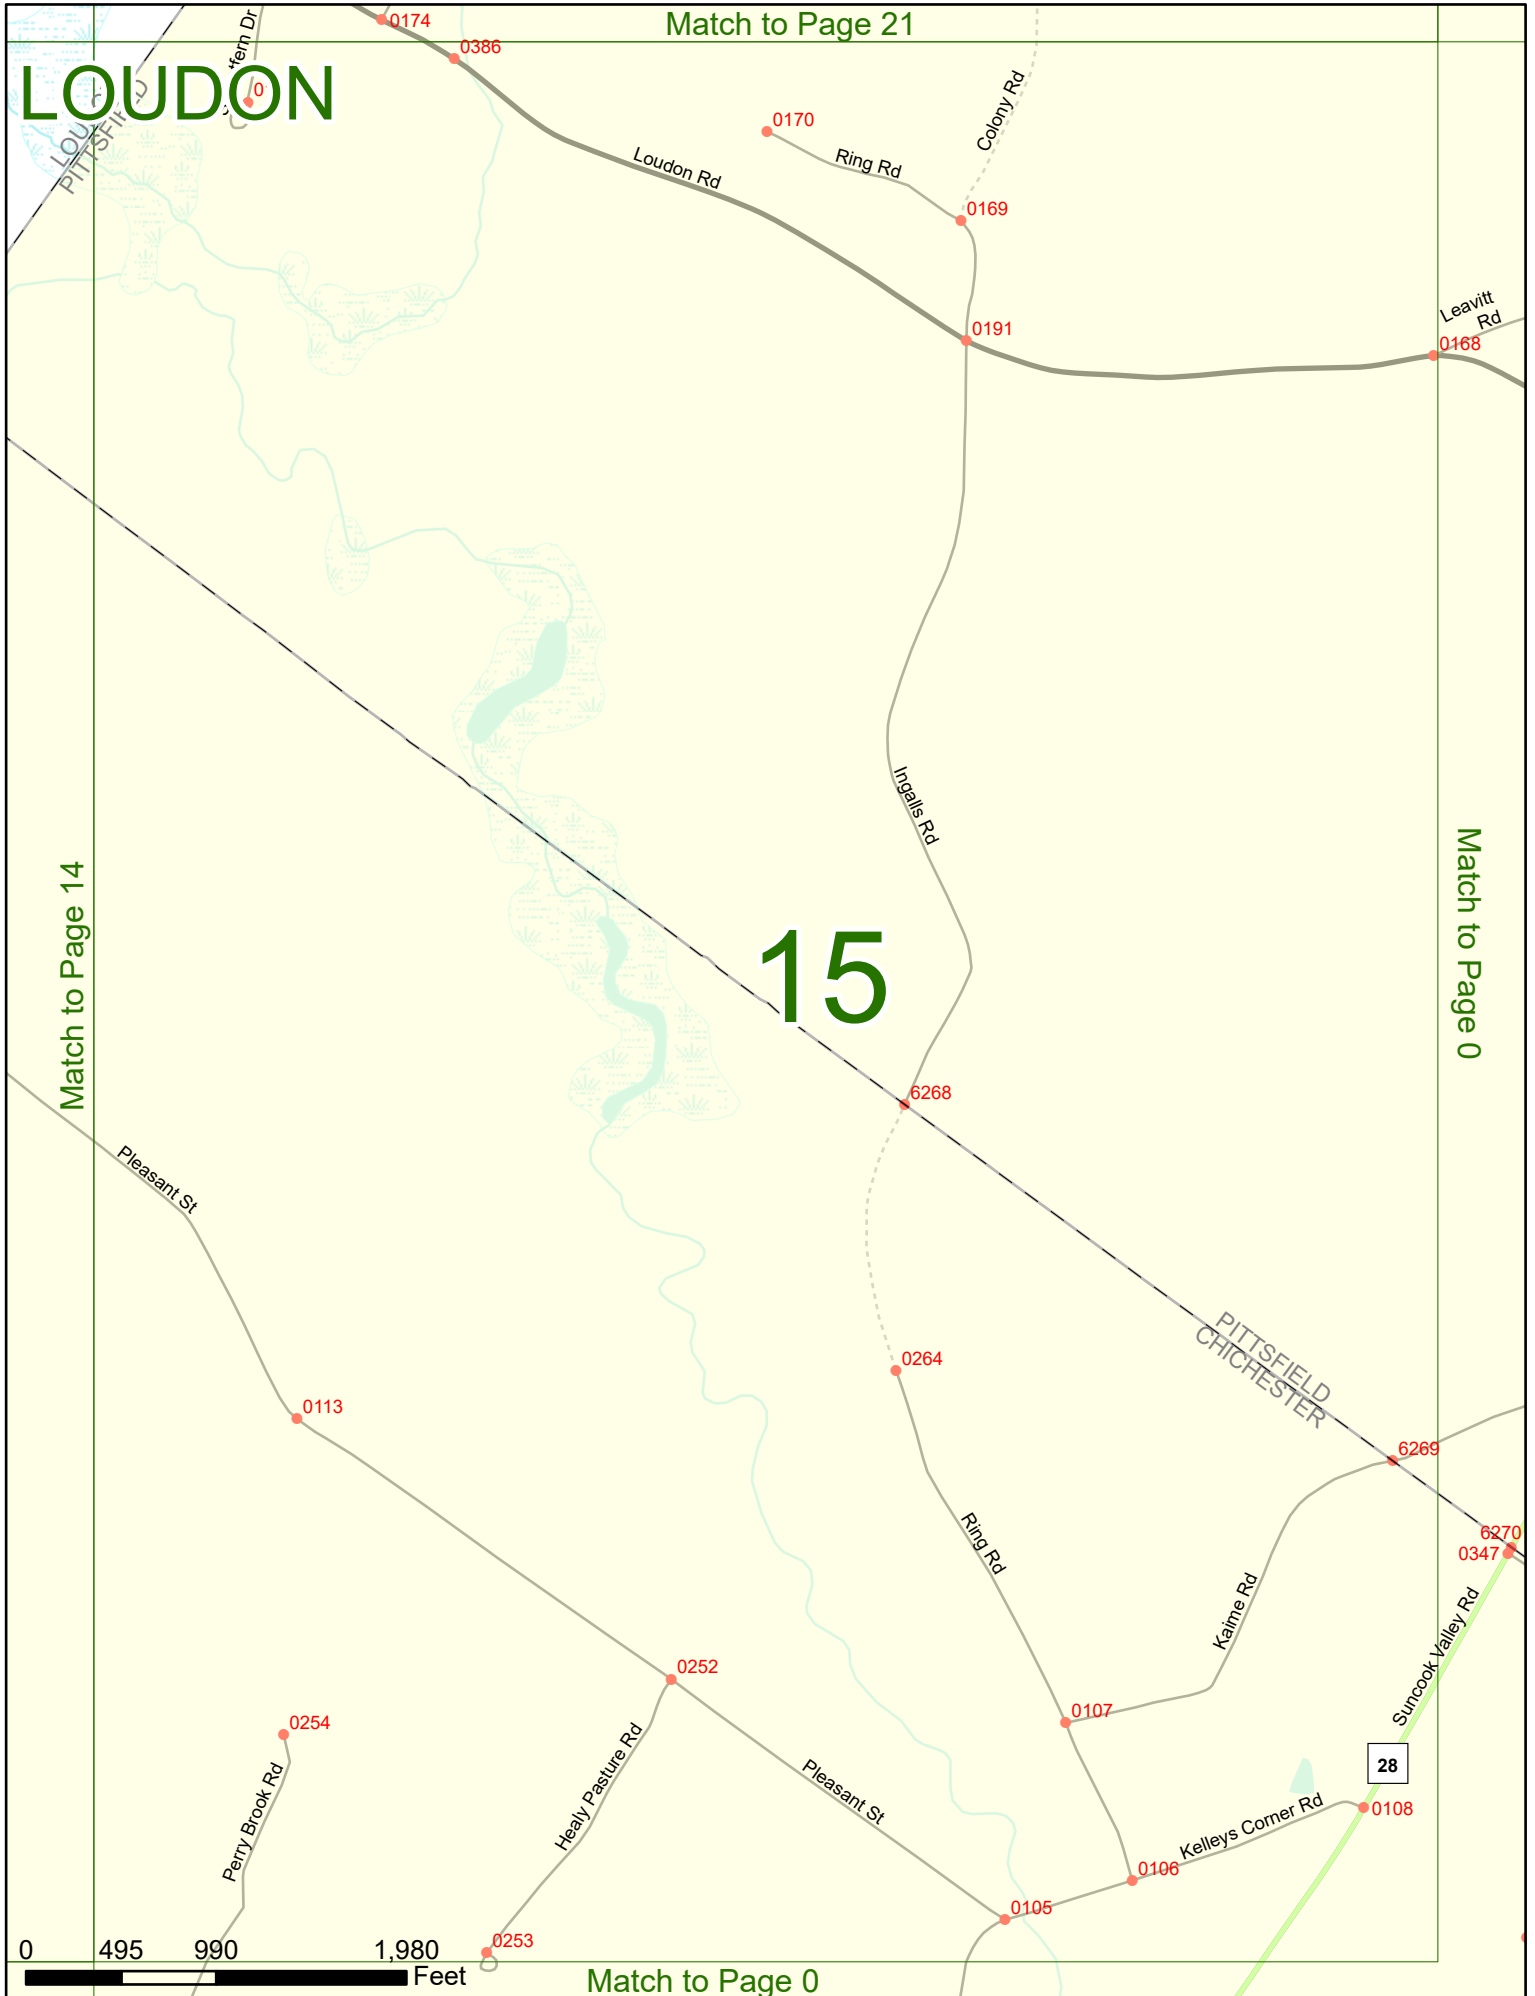 Match to Page 21
0174
0386
LOUDON
PITTSFIELD
0170
Ring Rd
Colony Rd
Loudon Rd
0169
0191
Leavitt
Rd
0168
Ingalls Rd
Match to Page 14
15
Match to Page 0
6268
Pleasant St
0264
PITTSFIELD
CHICHESTER
0113
6269
6270
0347
Ring Rd
Kaime Rd
Suncook Valley Rd
0252
0254
0107
Healy Pasture Rd
Perry Brook Rd
Pleasant St
28
0108
Kelleys Corner Rd
0106
0105
0253
0 495 990 1,980
Feet
Match to Page 0